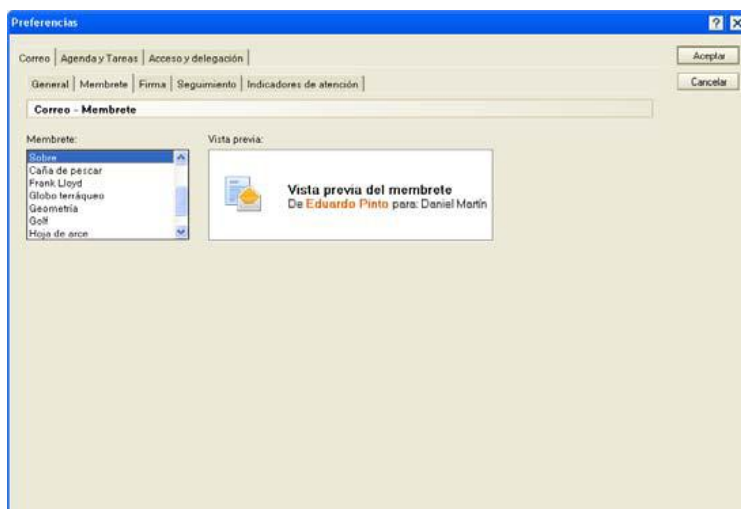 Preferencias
Correo Agenda y Tareas Acceso y delegación
Aceptar
General Membrete Firma Seguimiento Indicadores de atención
Cancelar
Correo - Membrete
Membrete:
Vista previa:
Sobre
Caña de pescar
Frank Lloyd
Globo terráqueo
Geometría
Golf
Hoja de arce
Vista previa del membrete
De Eduardo Pinto para: Daniel Martín